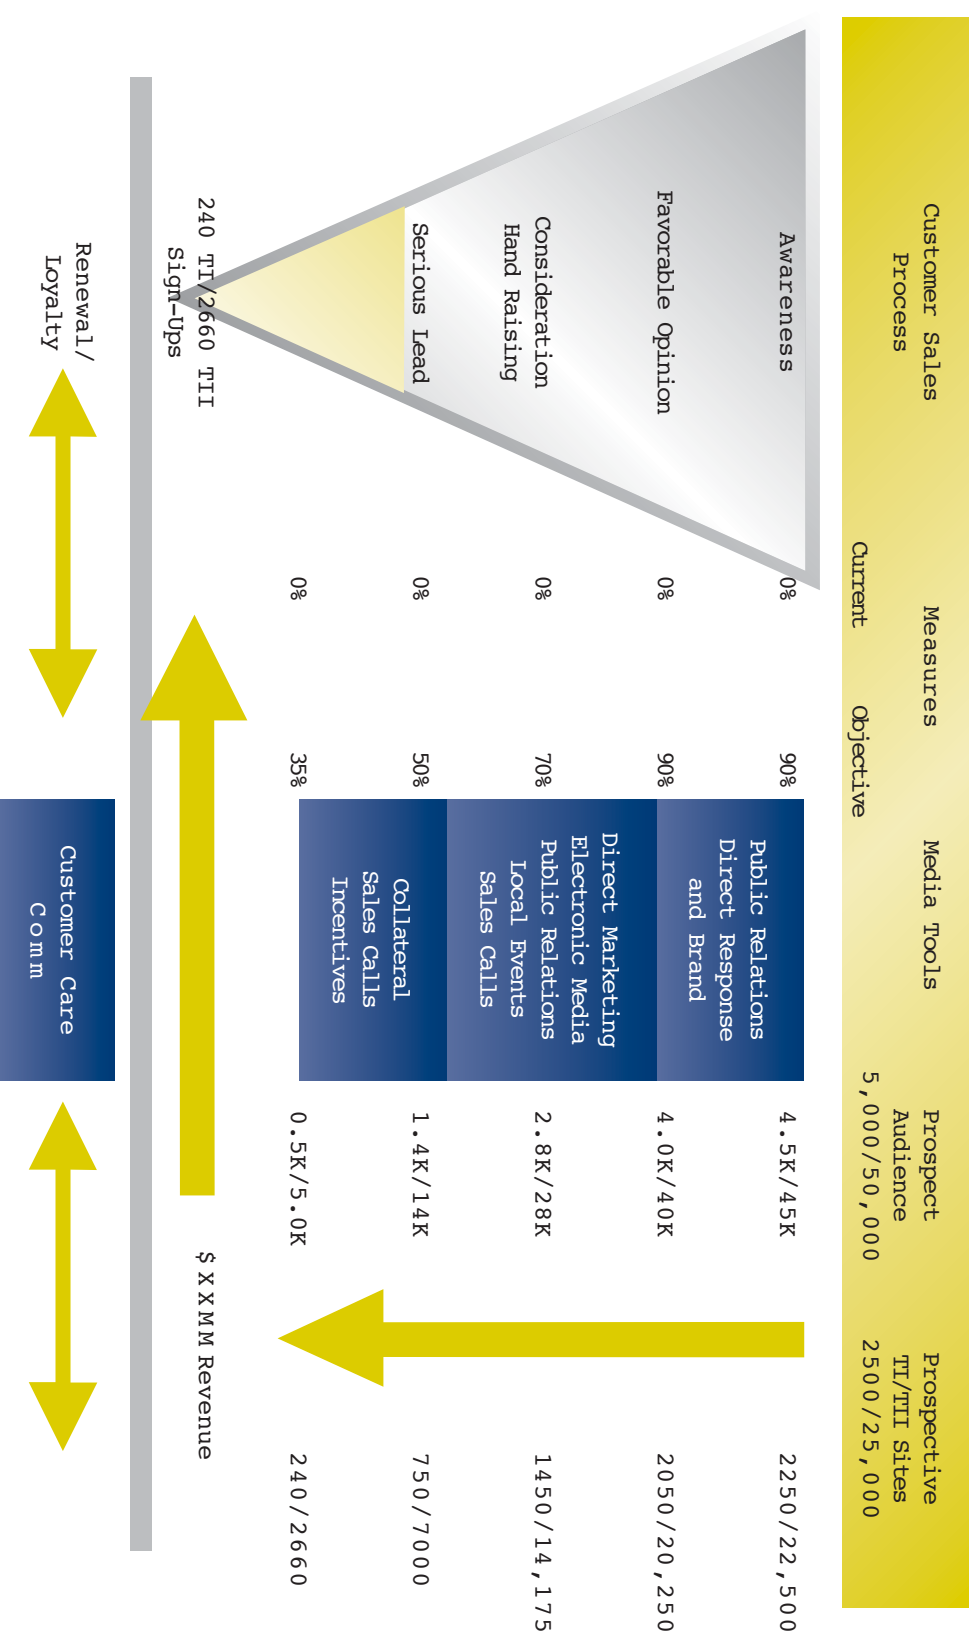 Customer Sales
Process
Measures
Current
Objective
Media Tools
Prospect
Audience
5,000/50,000
Prospective
TI/TII Sites
2500/25,000
Awareness
0%
90%
Public Relations
Direct Response
and Brand
4.5K/45K
2250/22,500
Favorable Opinion
0%
90%
4.0K/40K
2050/20,250
Consideration
Hand Raising
0%
70%
Direct Marketing
Electronic Media
Public Relations
Local Events
Sales Calls
2.8K/28K
1450/14,175
Serious Lead
0%
50%
Collateral
Sales Calls
Incentives
1.4K/14K
750/7000
0%
35%
0.5K/5.0K
240/2660
240 TI/2660 TII
Sign-Ups
$XXMM Revenue
Renewal/
Loyalty
Customer Care
Comm